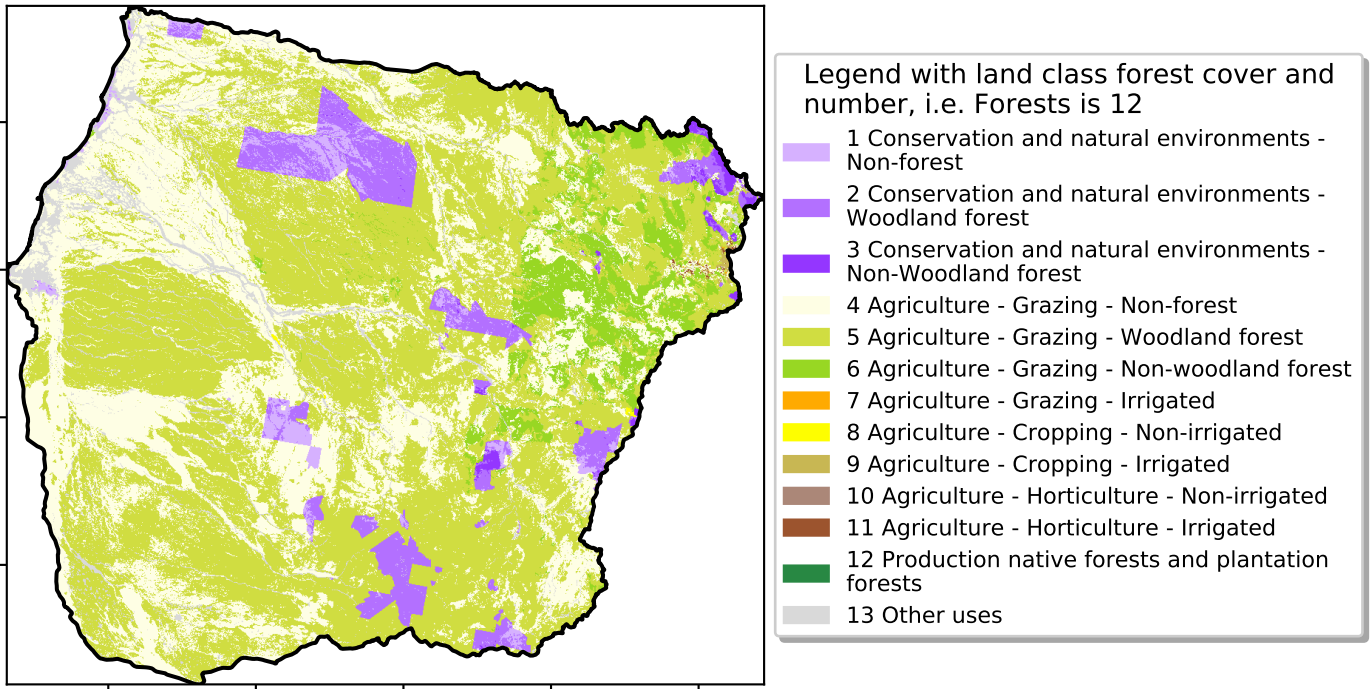 Legend with land class forest cover and
number, i.e. Forests is 12
1 Conservation and natural environments -
Non-forest
2 Conservation and natural environments -
Woodland forest
3 Conservation and natural environments -
Non-Woodland forest
4 Agriculture - Grazing - Non-forest
5 Agriculture - Grazing - Woodland forest
6 Agriculture - Grazing - Non-woodland forest
7 Agriculture - Grazing - Irrigated
8 Agriculture - Cropping - Non-irrigated
9 Agriculture - Cropping - Irrigated
10 Agriculture - Horticulture - Non-irrigated
11 Agriculture - Horticulture - Irrigated
12 Production native forests and plantation
forests
13 Other uses